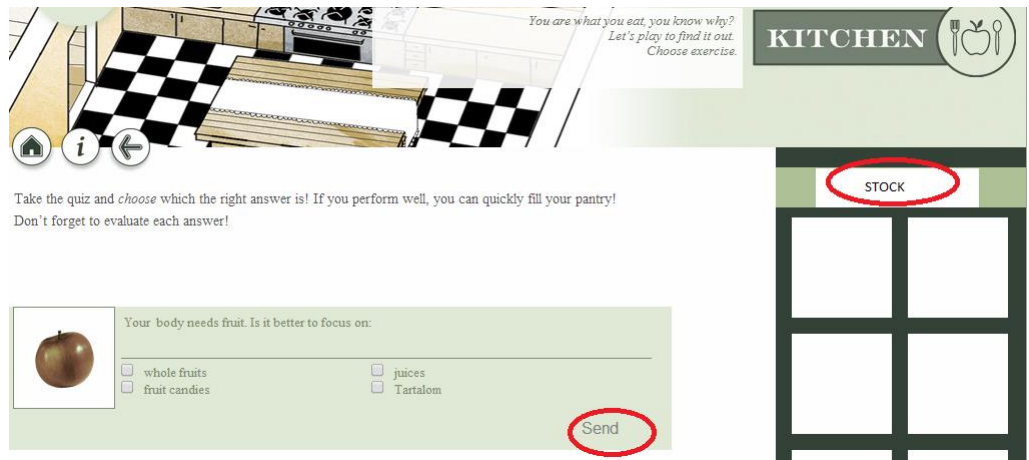 You are what you eat, you know why?
Let's play to find it out.
Choose exercise.
KITCHEN
i
STOCK
Take the quiz and choose which the right answer is! If you perform well, you can quickly fill your pantry!
Don't forget to evaluate each answer!
Your body needs fruit. Is it better to focus on:
whole fruits
juices
fruit candies
Tartalom
Send